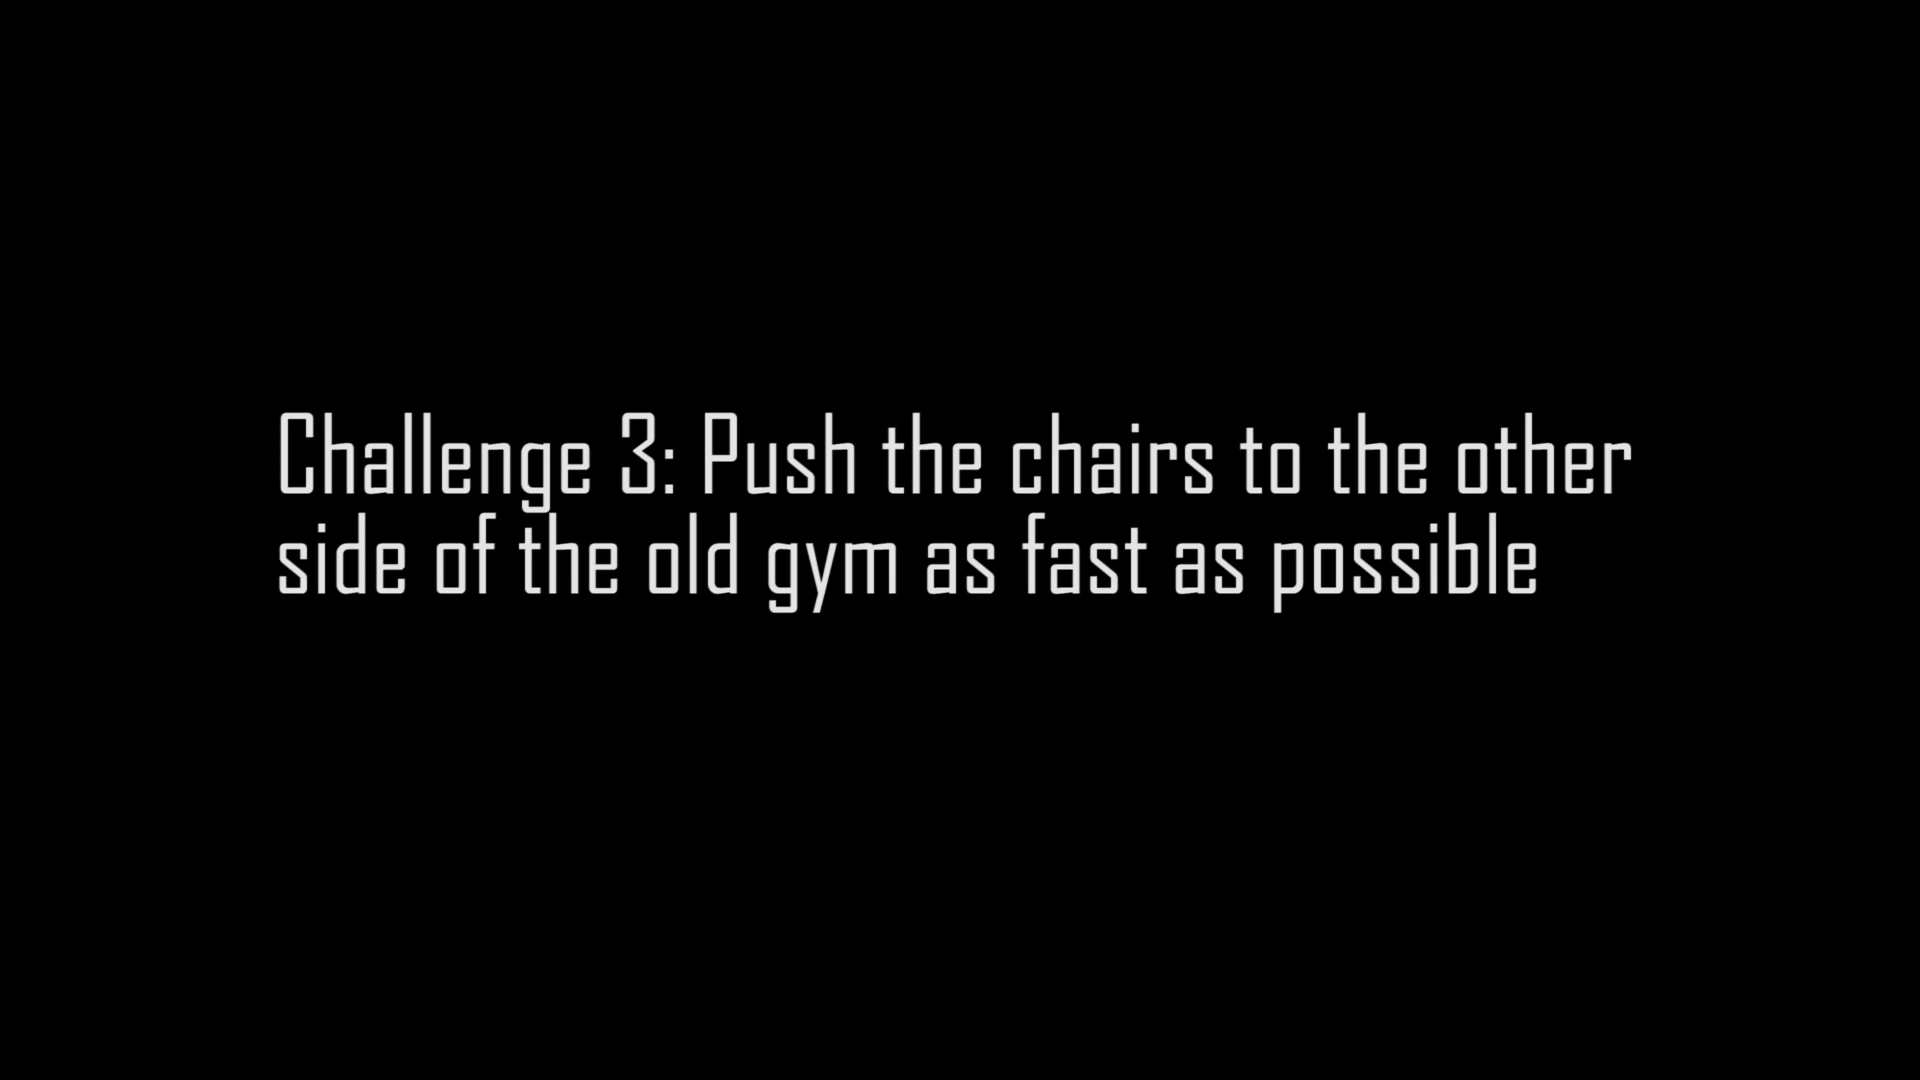 Challenge 3: Push the chairs to the other
side of the old gym as fast as possible